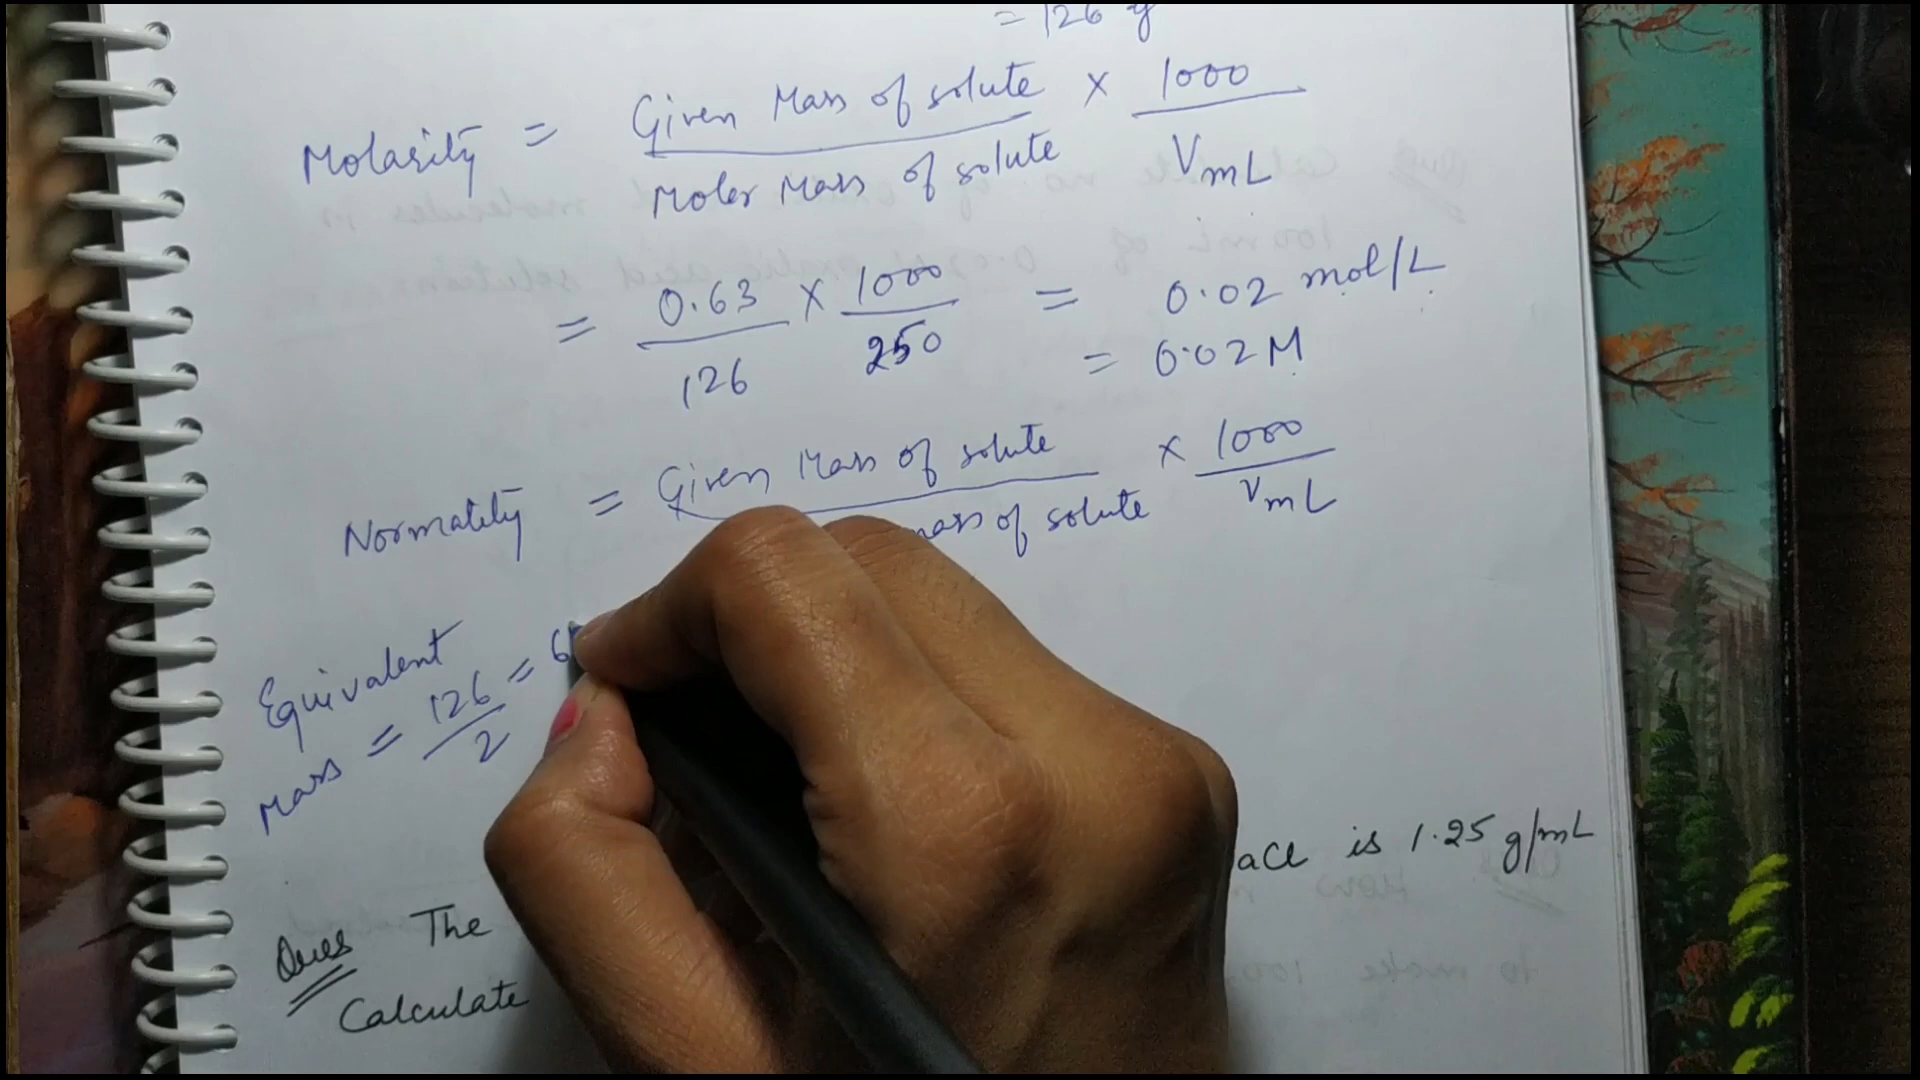 = 126 g
Molarity = Given Mass of solute × 1000
Moler Mass of solute VmL
= 0.63 × 1000 = 0.02 mol/L
126 250 = 0.02 M
Normality = Given Mass of solute × 1000
mass of solute VmL
Equivalent
Mass = 126 = 6
2
Ques The aCl is 1.25 g/mL
Calculate